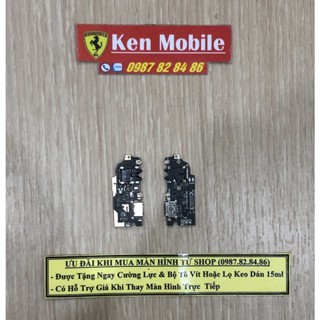 Ken Mobile
0987 82 84 86
ƯU ĐÃI KHI MUA MÀN HÌNH TỪ SHOP (0987.82.84.86)
- Được Tặng Ngay Cường Lực & Bộ Tô Vít Hoặc Lọ Keo Dán 15ml
- Có Hỗ Trợ Giá Khi Thay Màn Hình Trực Tiếp